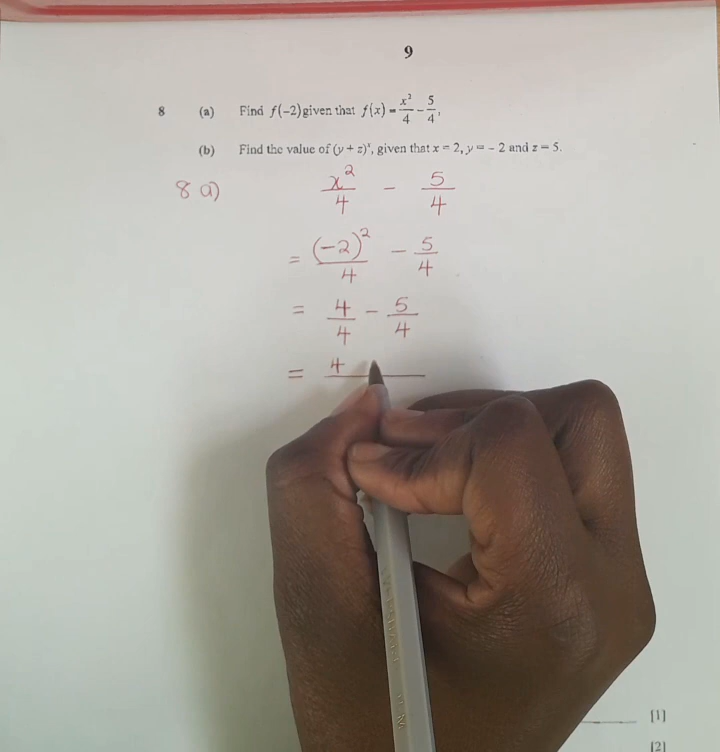 9
8 (a) Find f(−2)given that f(x) = x²/4 − 5/4,
(b) Find the value of (y + z)ˣ, given that x = 2, y = − 2 and z = 5.
8 a) x²/4 − 5/4
= (−2)²/4 − 5/4
= 4/4 − 5/4
= 4
[1]
[2]